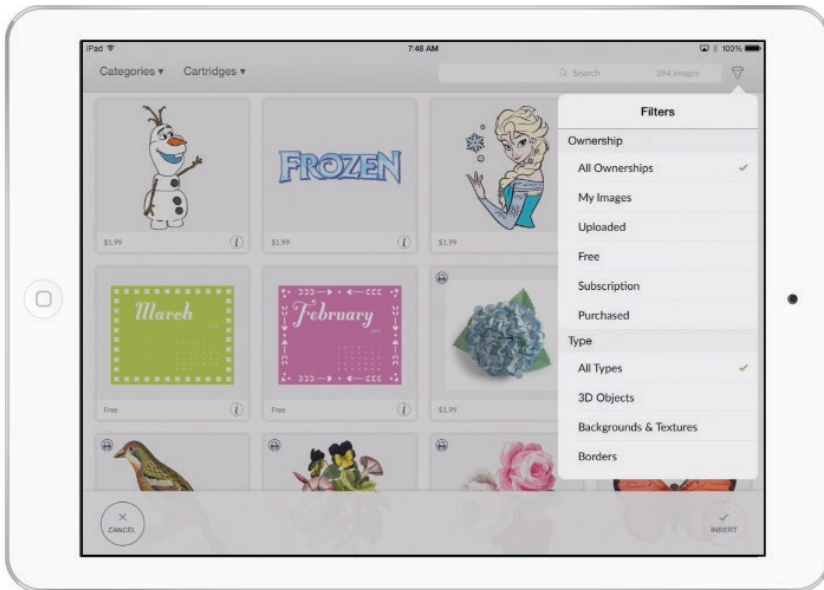 iPad 7:48 AM 100%
Categories ▾ Cartridges ▾ Search 394 images
Filters
Ownership
All Ownerships
My Images
Uploaded
Free
Subscription
Purchased
Type
All Types
3D Objects
Backgrounds & Textures
Borders
FROZEN
$1.99 $1.99 $1.99
March
February
Free Free $1.99
CANCEL INSERT